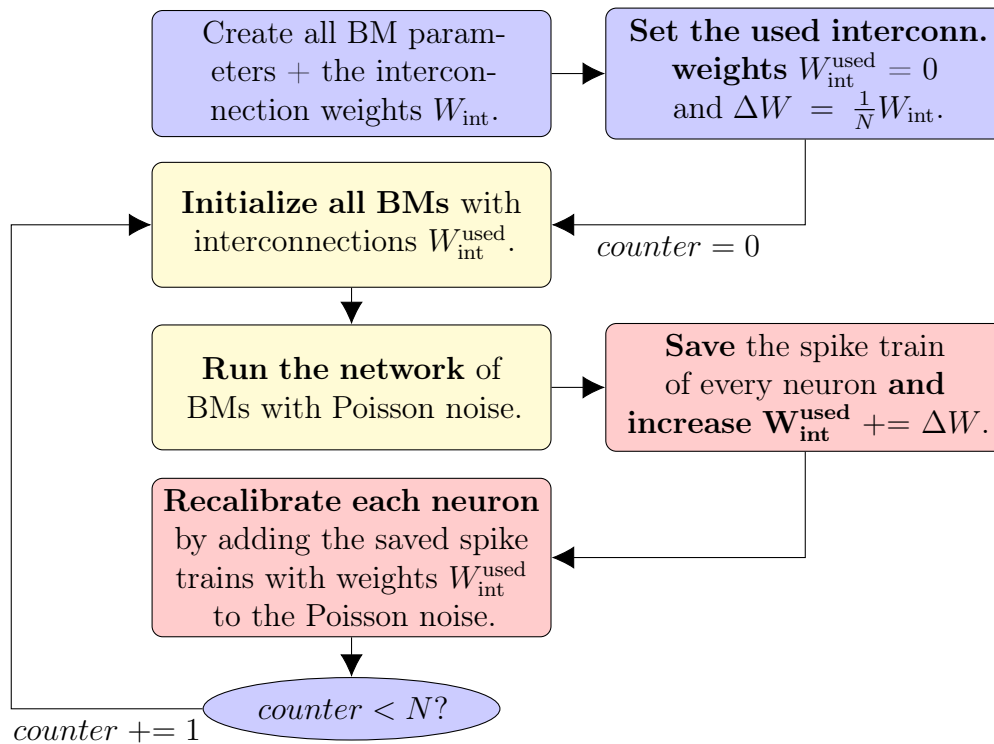 Create all BM param-
eters + the intercon-
nection weights W_int.
Set the used interconn.
weights W_int^used = 0
and ΔW = 1/N W_int.
Initialize all BMs with
interconnections W_int^used.
counter = 0
Run the network of
BMs with Poisson noise.
Save the spike train
of every neuron and
increase W_int^used += ΔW.
Recalibrate each neuron
by adding the saved spike
trains with weights W_int^used
to the Poisson noise.
counter < N?
counter += 1